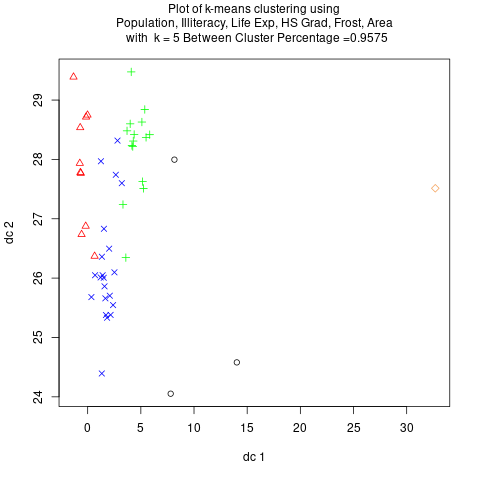 Plot of k-means clustering using
Population, Illiteracy, Life Exp, HS Grad, Frost, Area
with k = 5 Between Cluster Percentage =0.9575
29
28
27
26
25
24
dc 2
0 5 10 15 20 25 30
dc 1